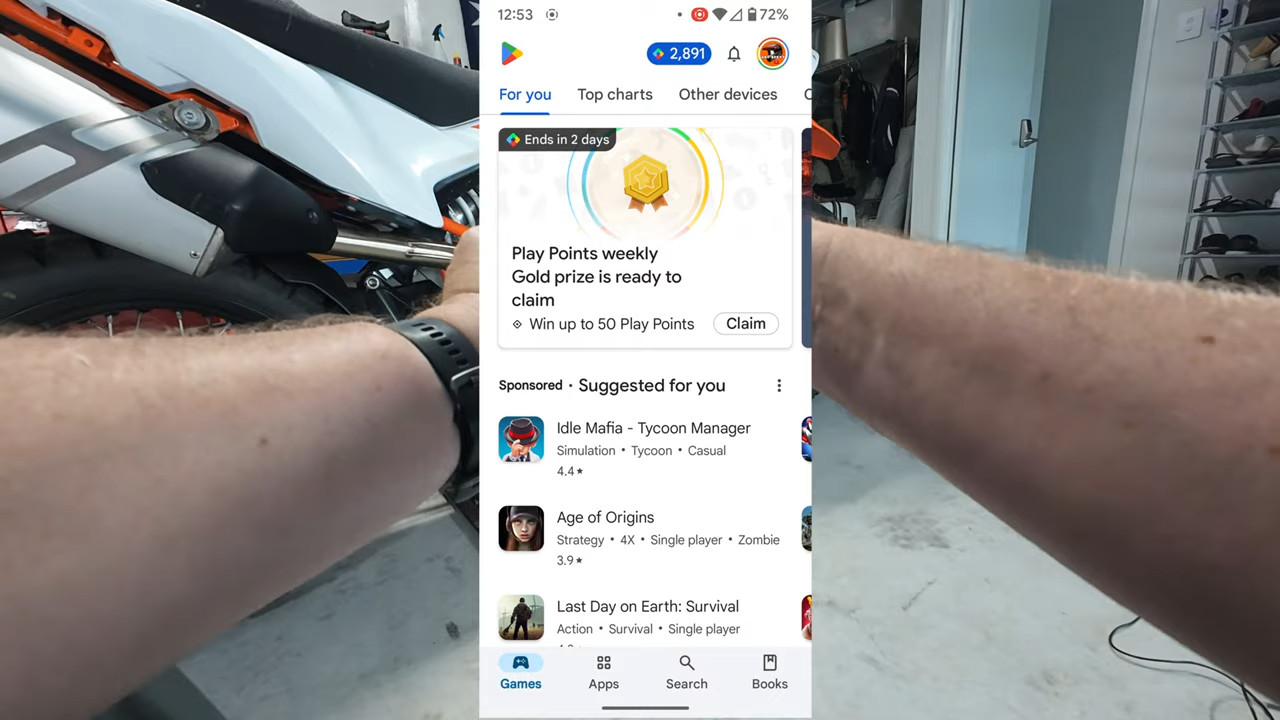 12:53
72%
2,891
For you
Top charts
Other devices
Ends in 2 days
Play Points weekly
Gold prize is ready to
claim
Win up to 50 Play Points
Claim
Sponsored • Suggested for you
Idle Mafia - Tycoon Manager
Simulation • Tycoon • Casual
4.4★
Age of Origins
Strategy • 4X • Single player • Zombie
3.9★
Last Day on Earth: Survival
Action • Survival • Single player
Games
Apps
Search
Books